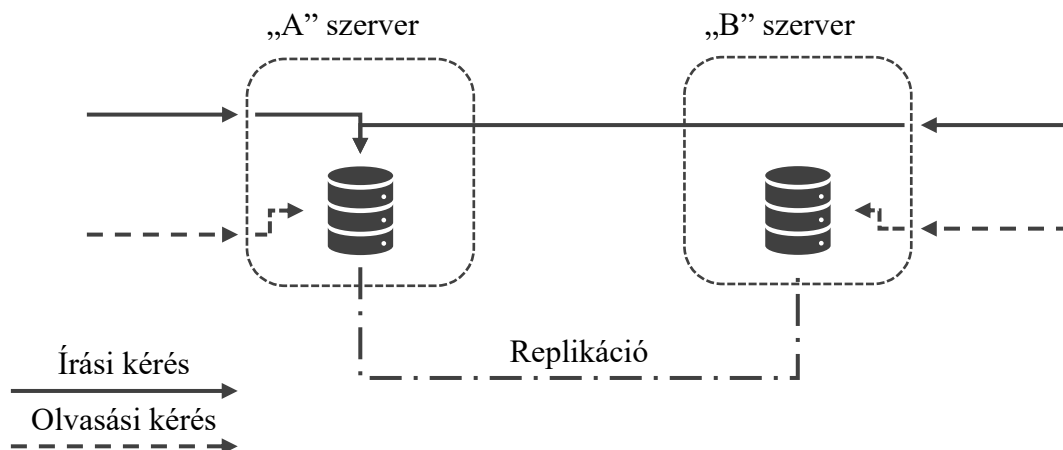 „A” szerver
„B” szerver
Replikáció
Írási kérés
Olvasási kérés